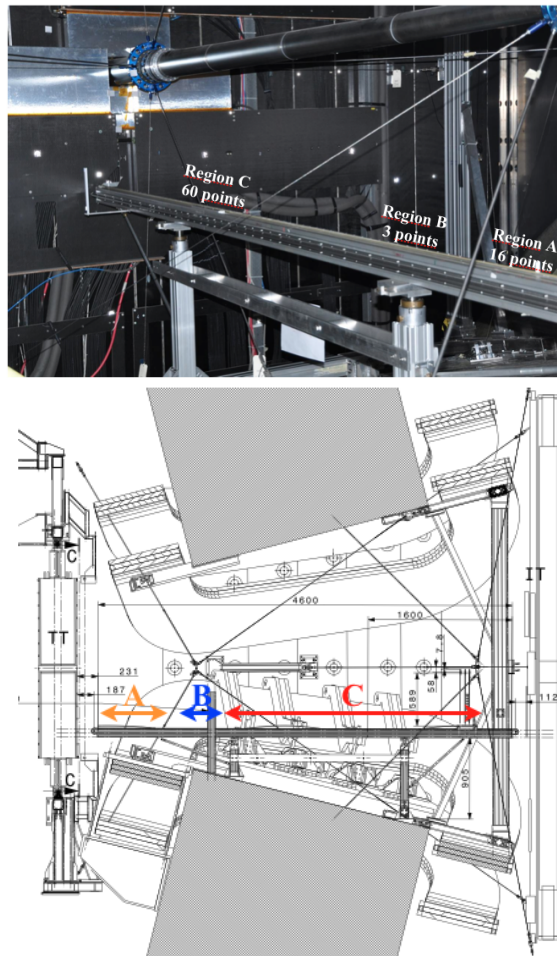 Region C
60 points
Region B
3 points
Region A
16 points
C
4600
1600
IT
TT
7.8
231
187
58
589
A
B
C
112
905
C